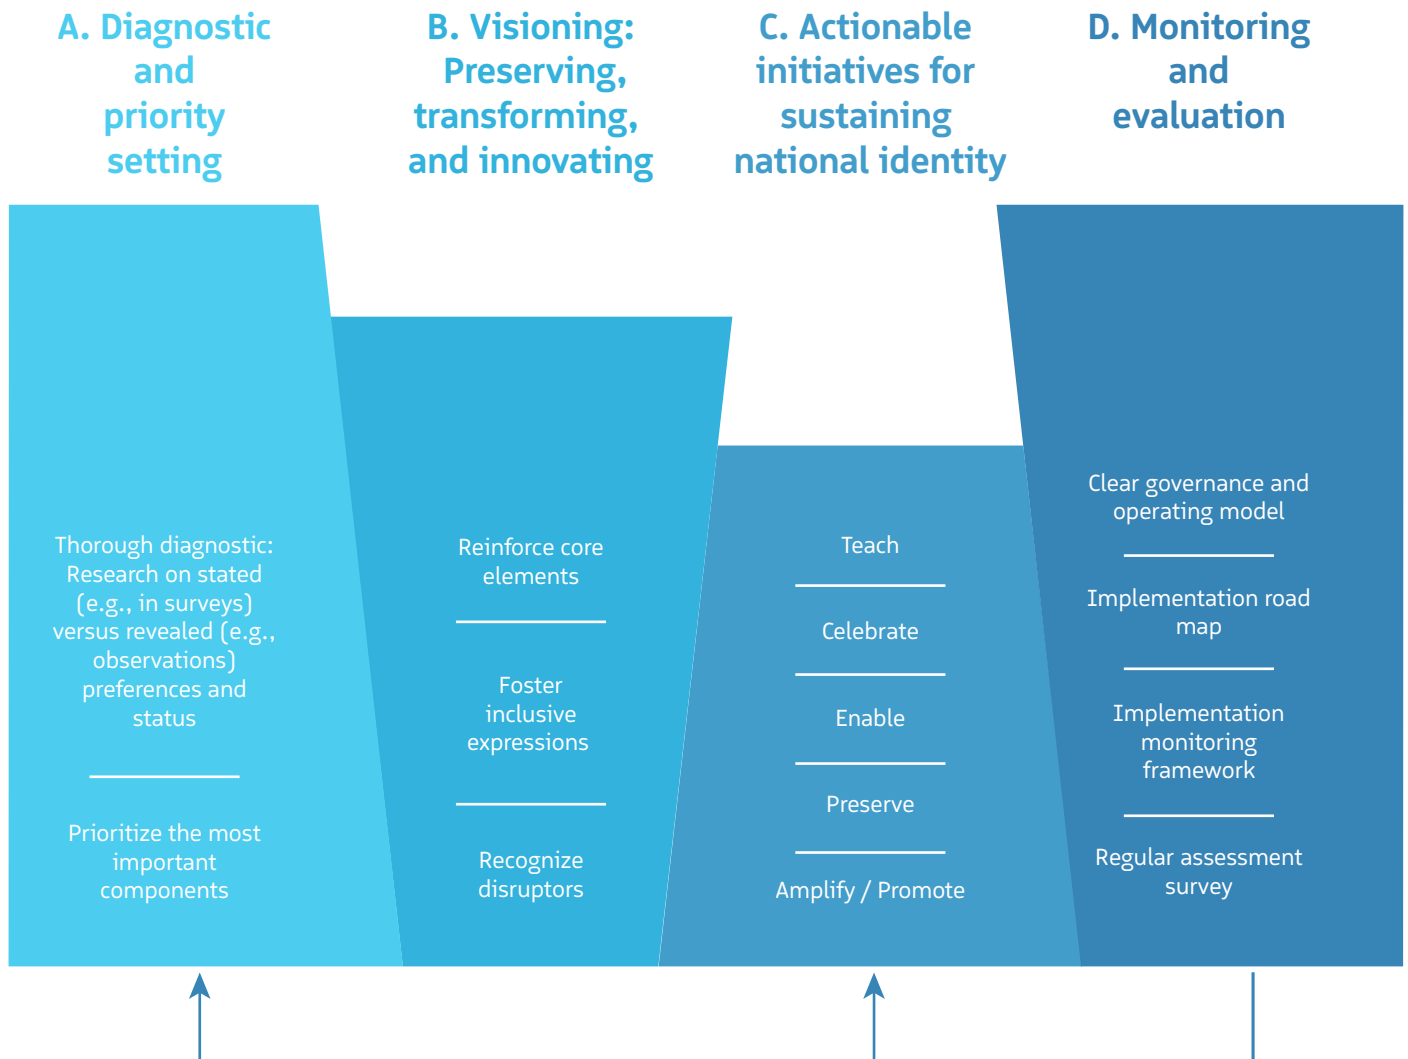 A. Diagnostic
and
priority
setting
B. Visioning:
Preserving,
transforming,
and innovating
C. Actionable
initiatives for
sustaining
national identity
D. Monitoring
and
evaluation
Thorough diagnostic:
Research on stated
(e.g., in surveys)
versus revealed (e.g.,
observations)
preferences and
status
Prioritize the most
important
components
Reinforce core
elements
Foster
inclusive
expressions
Recognize
disruptors
Teach
Celebrate
Enable
Preserve
Amplify / Promote
Clear governance and
operating model
Implementation road
map
Implementation
monitoring
framework
Regular assessment
survey